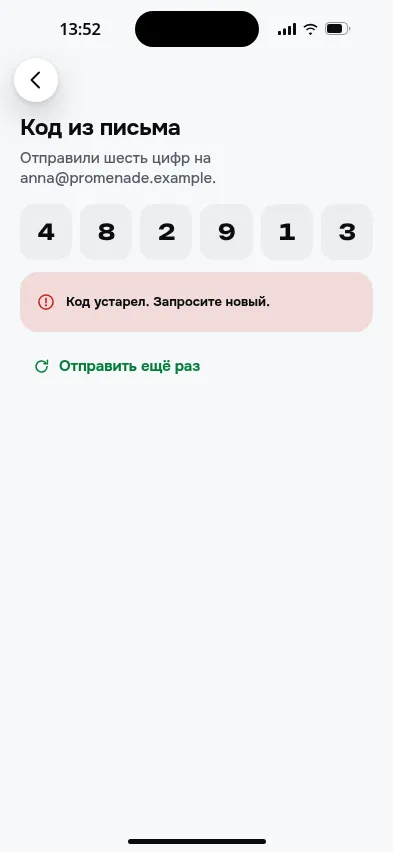 13:52
Код из письма
Отправили шесть цифр на
anna@promenade.example.
4 8 2 9 1 3
Код устарел. Запросите новый.
Отправить ещё раз